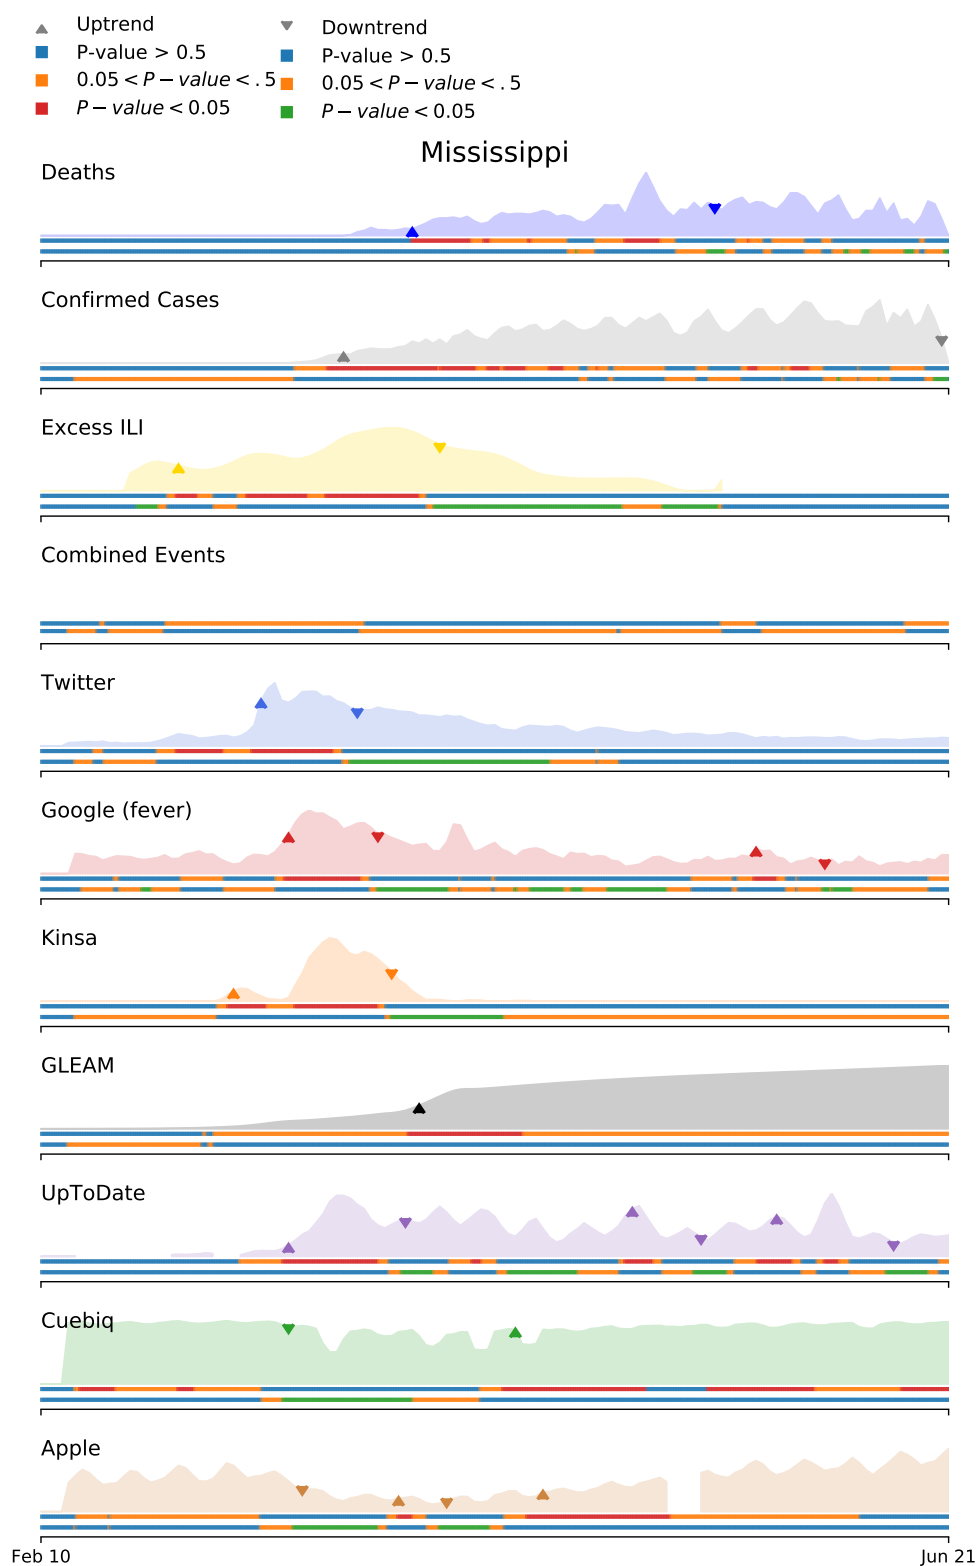 Uptrend
P-value > 0.5
0.05 < P − value < .5
P − value < 0.05
Downtrend
P-value > 0.5
0.05 < P − value < .5
P − value < 0.05
Mississippi
Deaths
Confirmed Cases
Excess ILI
Combined Events
Twitter
Google (fever)
Kinsa
GLEAM
UpToDate
Cuebiq
Apple
Feb 10
Jun 21